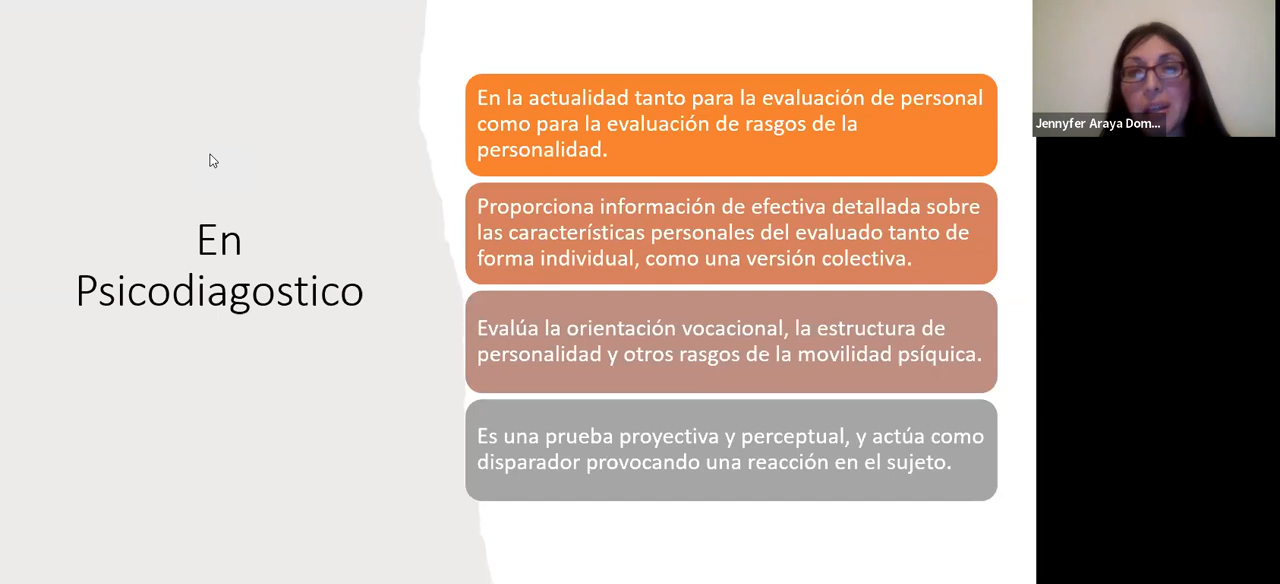 En
Psicodiagostico
En la actualidad tanto para la evaluación de personal
como para la evaluación de rasgos de la
personalidad.
Proporciona información de efectiva detallada sobre
las características personales del evaluado tanto de
forma individual, como una versión colectiva.
Evalúa la orientación vocacional, la estructura de
personalidad y otros rasgos de la movilidad psíquica.
Es una prueba proyectiva y perceptual, y actúa como
disparador provocando una reacción en el sujeto.
Jennyfer Araya Dom...